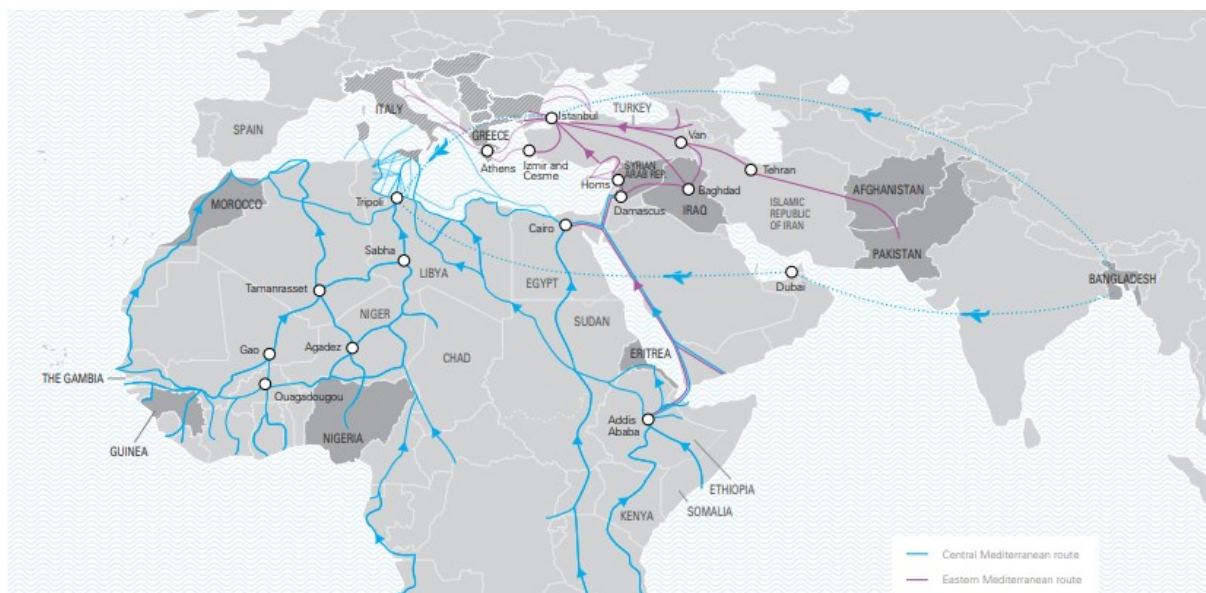 ITALY
SPAIN
GREECE
Athens
Izmir and
Cesme
Istanbul
TURKEY
Van
Tehran
SYRIAN
ARAB REP.
Homs
Damascus
Baghdad
IRAQ
ISLAMIC
REPUBLIC
OF IRAN
AFGHANISTAN
PAKISTAN
BANGLADESH
Dubai
MOROCCO
Tripoli
Cairo
Sabha
LIBYA
EGYPT
Tamanrasset
NIGER
SUDAN
Gao
Agadez
CHAD
ERITREA
THE GAMBIA
Ouagadougou
GUINEA
NIGERIA
Addis
Ababa
ETHIOPIA
SOMALIA
KENYA
Central Mediterranean route
Eastern Mediterranean route